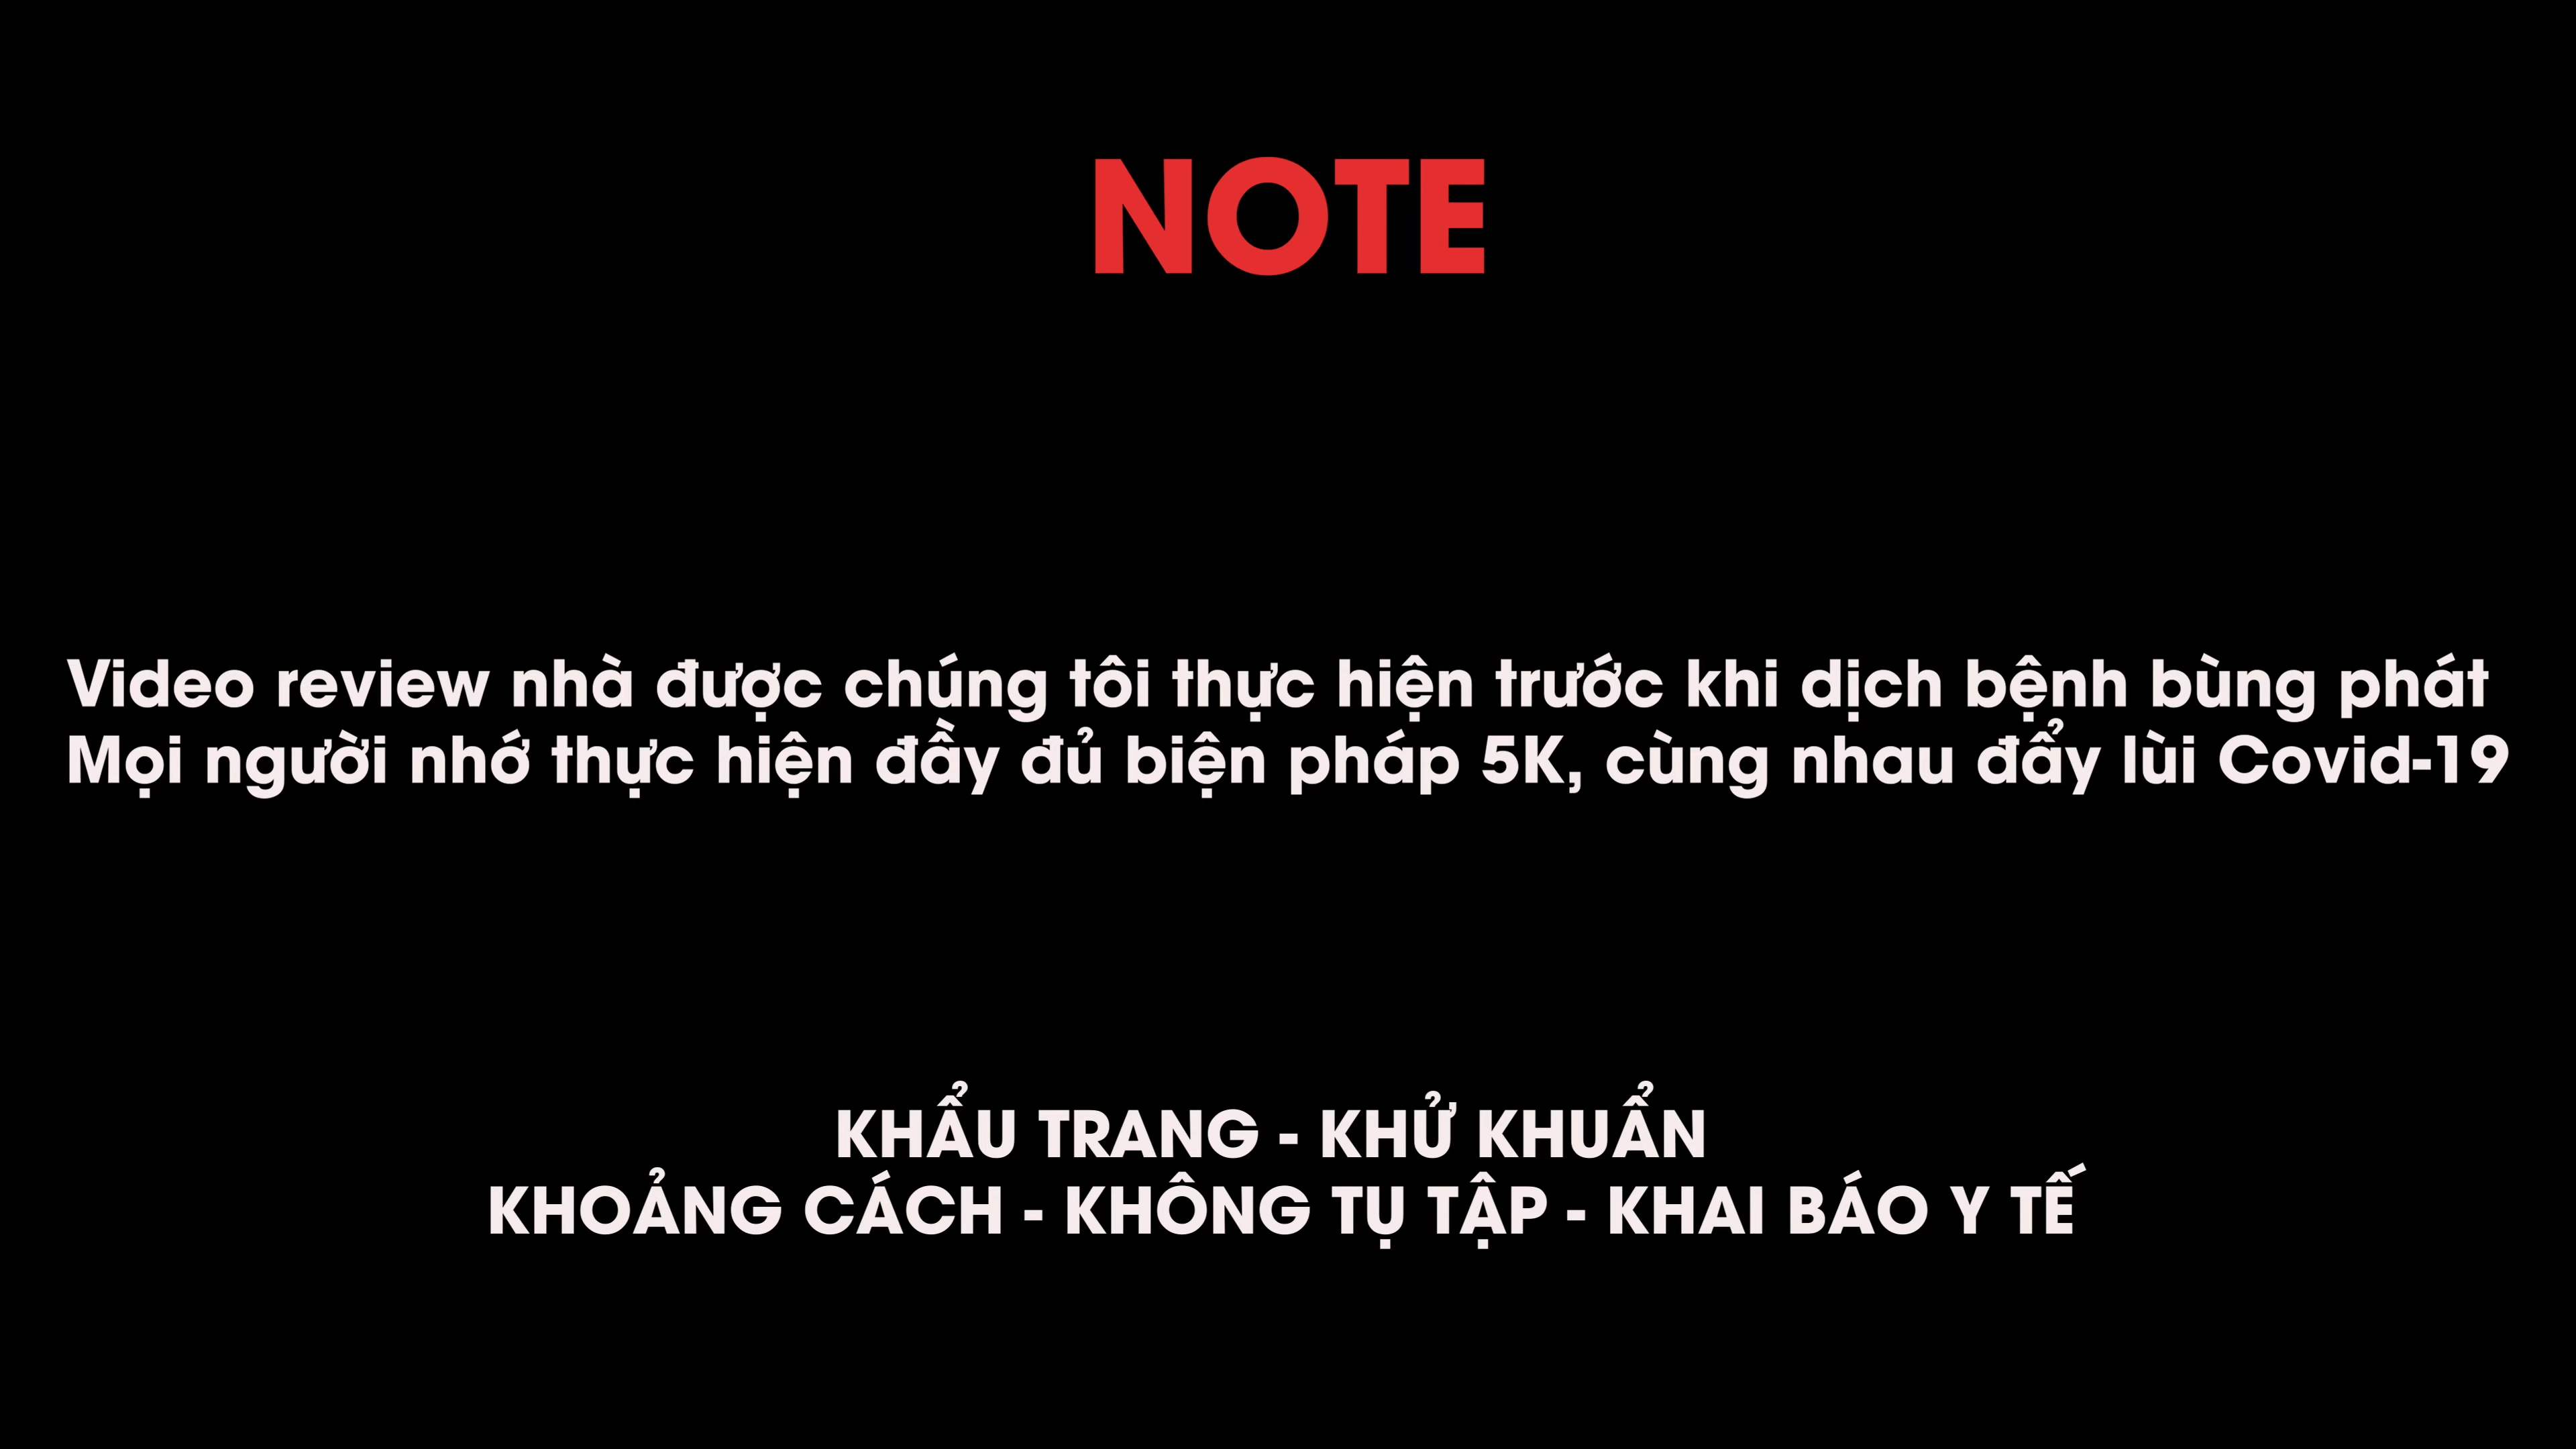 NOTE
Video review nhà được chúng tôi thực hiện trước khi dịch bệnh bùng phát
Mọi người nhớ thực hiện đầy đủ biện pháp 5K, cùng nhau đẩy lùi Covid-19
KHẨU TRANG - KHỬ KHUẨN
KHOẢNG CÁCH - KHÔNG TỤ TẬP - KHAI BÁO Y TẾ